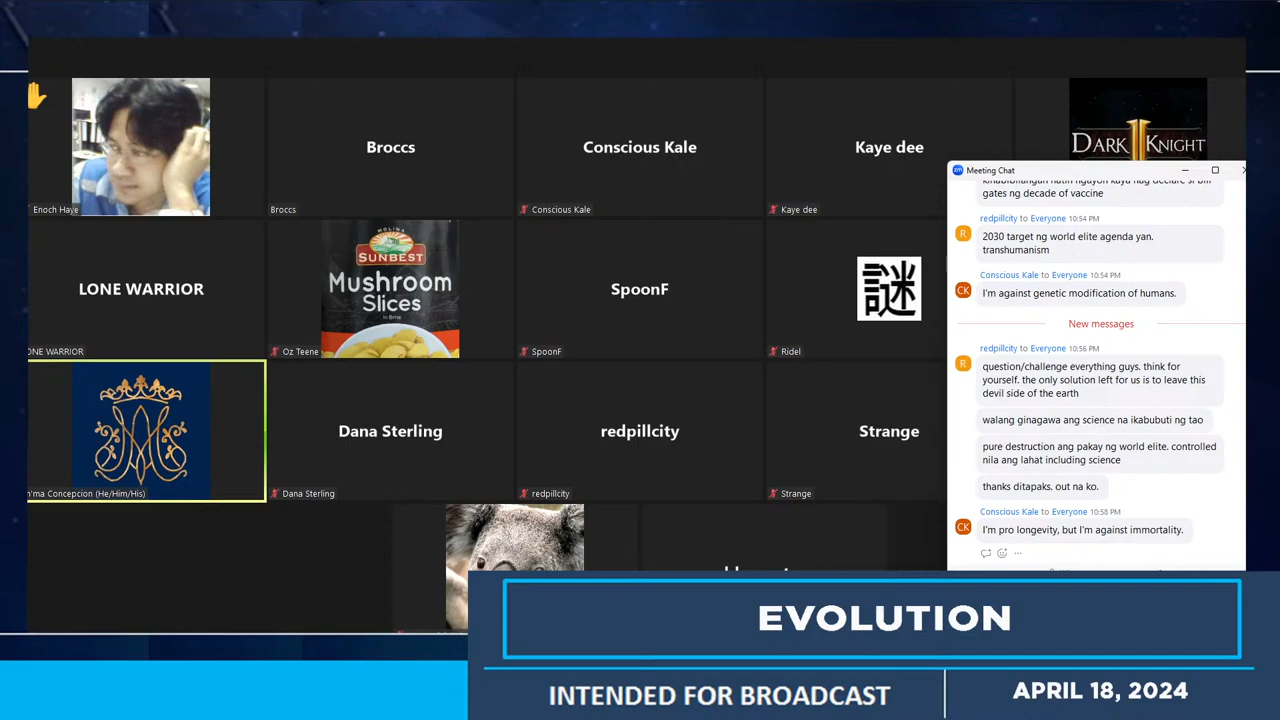 Broccs
Conscious Kale
Kaye dee
DARK II KNIGHT
Enoch Haye
Broccs
Conscious Kale
Kaye dee
LONE WARRIOR
MOLINA
SUNBEST
Mushroom
Slices
in Brine
SpoonF
謎
ONE WARRIOR
Oz Teene
SpoonF
Ridel
Dana Sterling
redpillcity
Strange
n'ma Concepcion (He/Him/His)
Dana Sterling
redpillcity
Strange
Meeting Chat
gates ng decade of vaccine
redpillcity to Everyone 10:54 PM
R
2030 target ng world elite agenda yan.
transhumanism
Conscious Kale to Everyone 10:54 PM
CK
I'm against genetic modification of humans.
New messages
redpillcity to Everyone 10:56 PM
R
question/challenge everything guys. think for
yourself. the only solution left for us is to leave this
devil side of the earth
walang ginagawa ang science na ikabubuti ng tao
pure destruction ang pakay ng world elite. controlled
nila ang lahat including science
thanks ditapaks. out na ko.
Conscious Kale to Everyone 10:58 PM
CK
I'm pro longevity, but I'm against immortality.
EVOLUTION
INTENDED FOR BROADCAST
APRIL 18, 2024